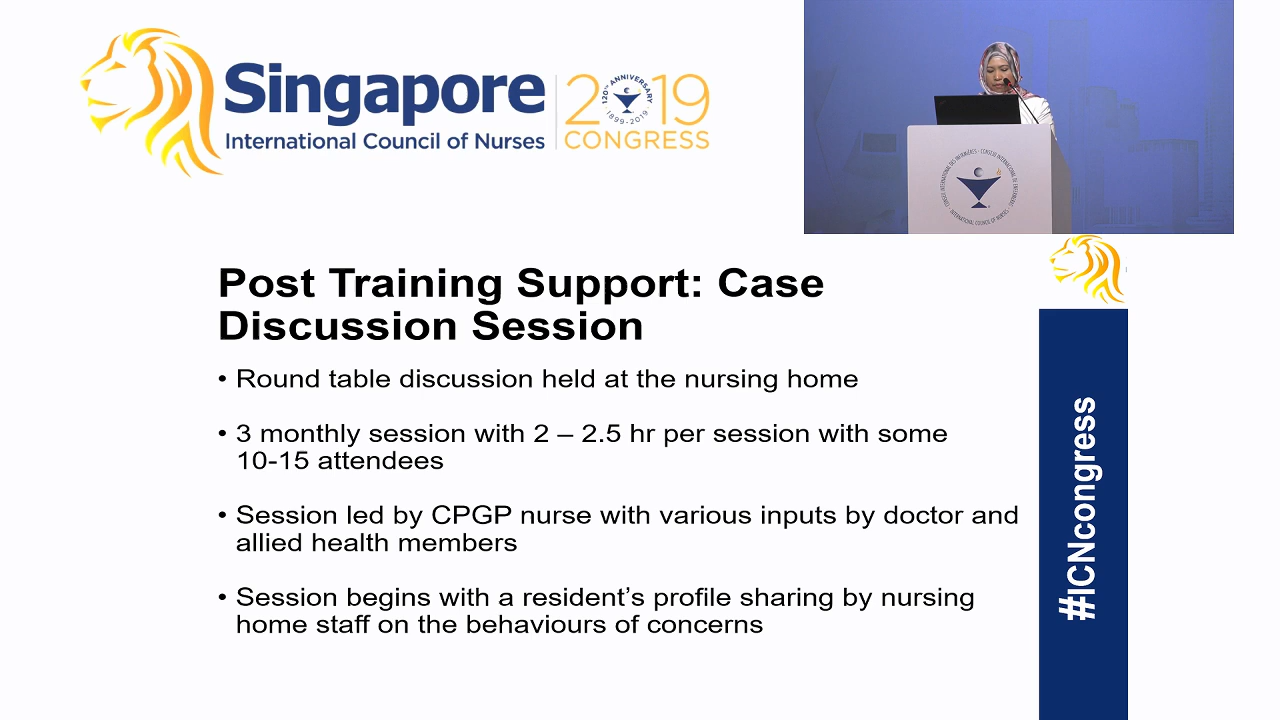 Singapore
International Council of Nurses
2019
CONGRESS
120TH ANNIVERSARY
1899-2019
Post Training Support: Case
Discussion Session
• Round table discussion held at the nursing home
• 3 monthly session with 2 – 2.5 hr per session with some
10-15 attendees
• Session led by CPGP nurse with various inputs by doctor and
allied health members
• Session begins with a resident’s profile sharing by nursing
home staff on the behaviours of concerns
#ICNcongress